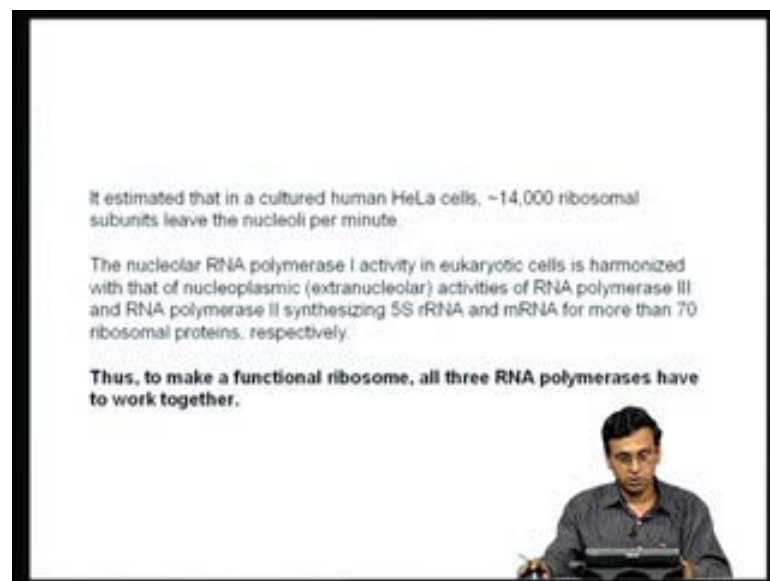 It estimated that in a cultured human HeLa cells, ~14,000 ribosomal
subunits leave the nucleoli per minute.
The nucleolar RNA polymerase I activity in eukaryotic cells is harmonized
with that of nucleoplasmic (extranucleolar) activities of RNA polymerase III
and RNA polymerase II synthesizing 5S rRNA and mRNA for more than 70
ribosomal proteins, respectively.
Thus, to make a functional ribosome, all three RNA polymerases have
to work together.